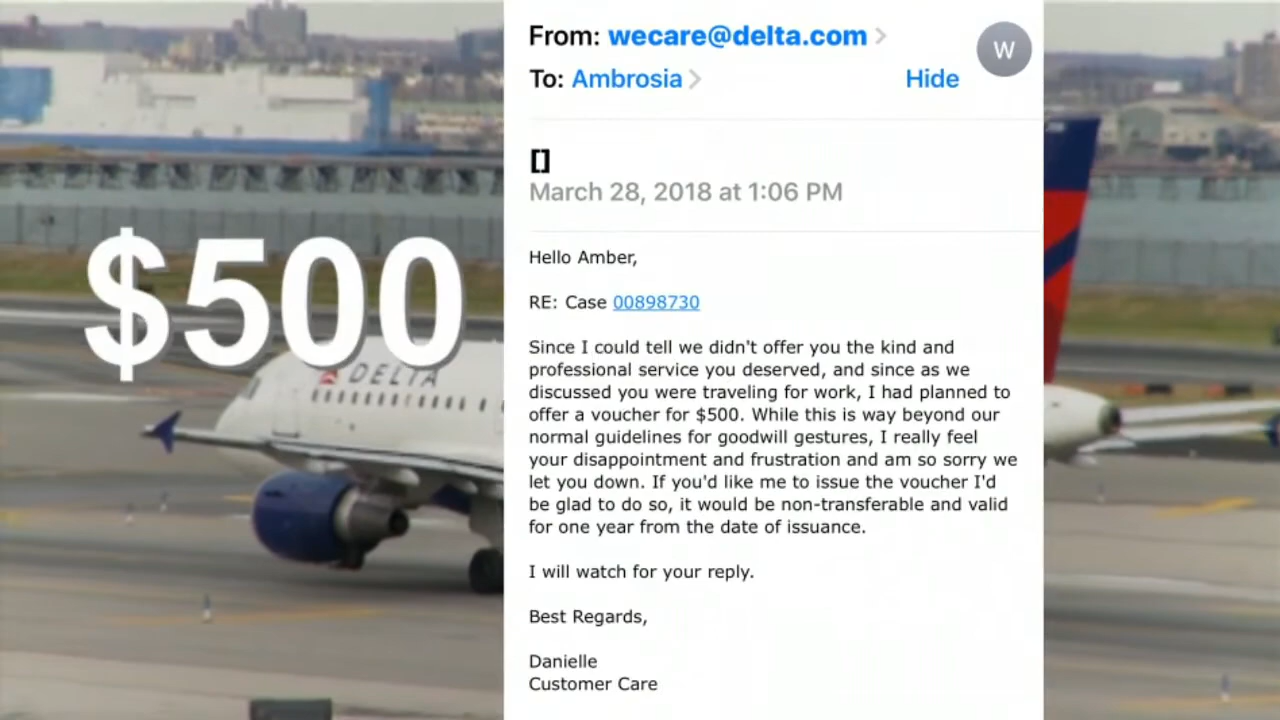 $500
DELTA
From: wecare@delta.com
W
To: Ambrosia
Hide
[]
March 28, 2018 at 1:06 PM
Hello Amber,
RE: Case 00898730
Since I could tell we didn't offer you the kind and
professional service you deserved, and since as we
discussed you were traveling for work, I had planned to
offer a voucher for $500. While this is way beyond our
normal guidelines for goodwill gestures, I really feel
your disappointment and frustration and am so sorry we
let you down. If you'd like me to issue the voucher I'd
be glad to do so, it would be non-transferable and valid
for one year from the date of issuance.
I will watch for your reply.
Best Regards,
Danielle
Customer Care